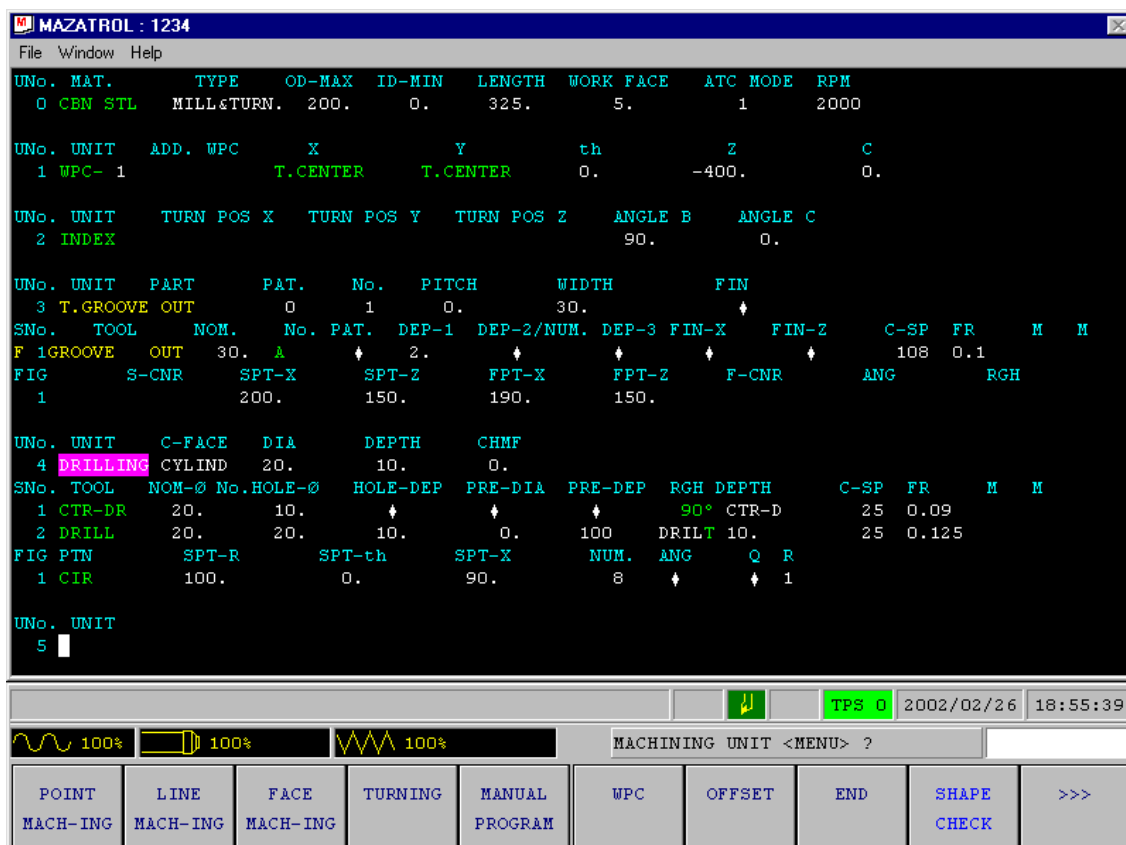 MAZATROL : 1234
File Window Help
UNo. MAT. TYPE OD-MAX ID-MIN LENGTH WORK FACE ATC MODE RPM
0 CBN STL MILL&TURN. 200. 0. 325. 5. 1 2000
UNo. UNIT ADD. WPC X Y th Z C
1 WPC- 1 T.CENTER T.CENTER 0. -400. 0.
UNo. UNIT TURN POS X TURN POS Y TURN POS Z ANGLE B ANGLE C
2 INDEX 90. 0.
UNo. UNIT PART PAT. No. PITCH WIDTH FIN
3 T.GROOVE OUT 0 1 0. 30. ♦
SNo. TOOL NOM. No. PAT. DEP-1 DEP-2/NUM. DEP-3 FIN-X FIN-Z C-SP FR M M
F 1GROOVE OUT 30. A ♦ 2. ♦ ♦ ♦ ♦ 108 0.1
FIG S-CNR SPT-X SPT-Z FPT-X FPT-Z F-CNR ANG RGH
1 200. 150. 190. 150.
UNo. UNIT C-FACE DIA DEPTH CHMF
4 DRILLING CYLIND 20. 10. 0.
SNo. TOOL NOM-Ø No.HOLE-Ø HOLE-DEP PRE-DIA PRE-DEP RGH DEPTH C-SP FR M M
1 CTR-DR 20. 10. ♦ ♦ ♦ 90° CTR-D 25 0.09
2 DRILL 20. 20. 10. 0. 100 DRILT 10. 25 0.125
FIG PTN SPT-R SPT-th SPT-X NUM. ANG Q R
1 CIR 100. 0. 90. 8 ♦ ♦ 1
UNo. UNIT
5
TPS 0 2002/02/26 18:55:39
100% 100% 100% MACHINING UNIT <MENU> ?
POINT LINE FACE TURNING MANUAL WPC OFFSET END SHAPE >>>
MACH-ING MACH-ING MACH-ING PROGRAM CHECK